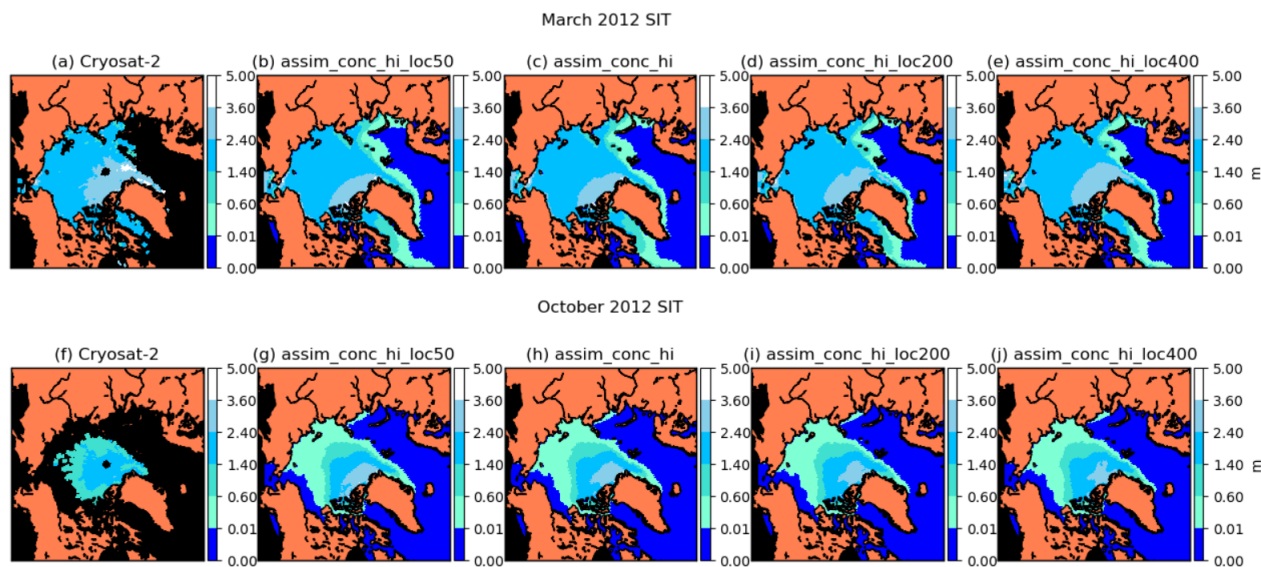 March 2012 SIT
(a) Cryosat-2
(b) assim_conc_hi_loc50
(c) assim_conc_hi
(d) assim_conc_hi_loc200
(e) assim_conc_hi_loc400
5.00 5.00 5.00 5.00 5.00
3.60 3.60 3.60 3.60 3.60
2.40 2.40 2.40 2.40 2.40
1.40 1.40 1.40 1.40 1.40
m
0.60 0.60 0.60 0.60 0.60
0.01 0.01 0.01 0.01 0.01
0.00 0.00 0.00 0.00 0.00
October 2012 SIT
(f) Cryosat-2
(g) assim_conc_hi_loc50
(h) assim_conc_hi
(i) assim_conc_hi_loc200
(j) assim_conc_hi_loc400
5.00 5.00 5.00 5.00 5.00
3.60 3.60 3.60 3.60 3.60
2.40 2.40 2.40 2.40 2.40
1.40 1.40 1.40 1.40 1.40
m
0.60 0.60 0.60 0.60 0.60
0.01 0.01 0.01 0.01 0.01
0.00 0.00 0.00 0.00 0.00